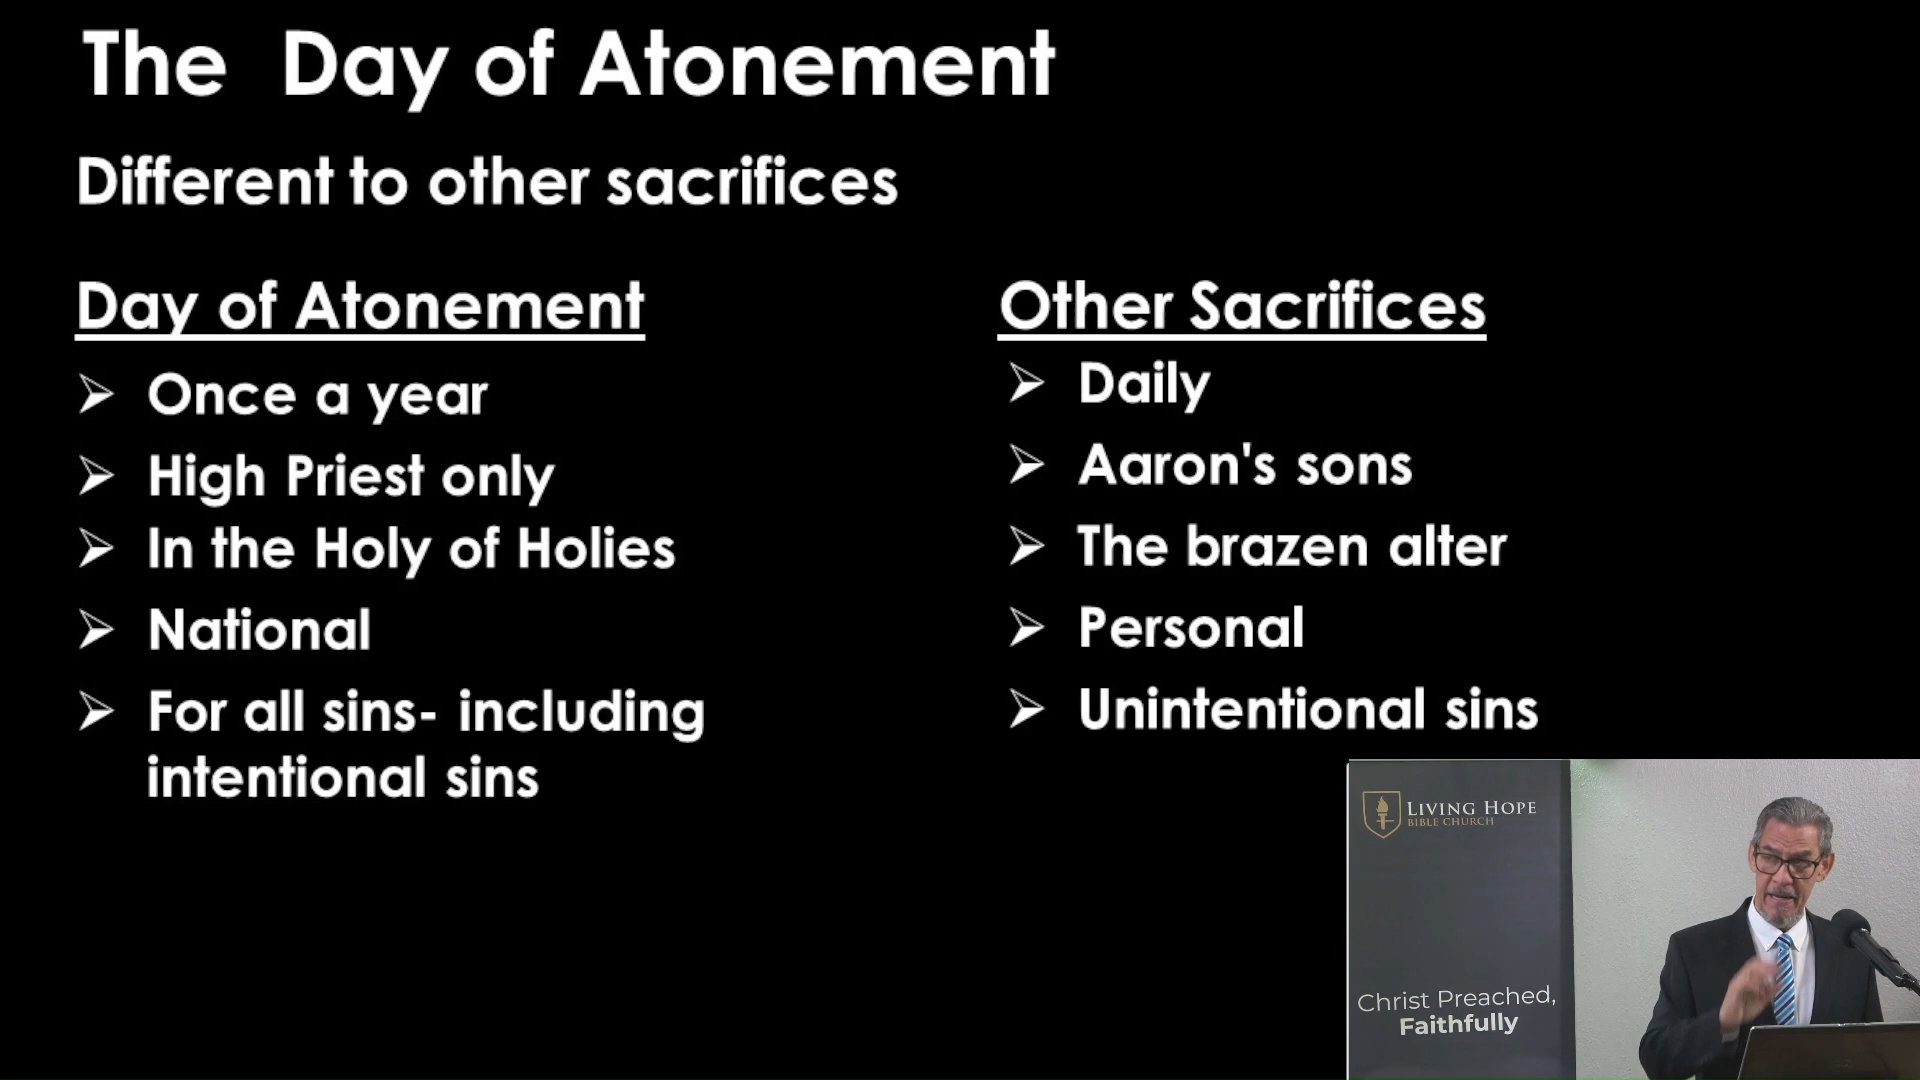 The Day of Atonement
Different to other sacrifices
Day of Atonement
➢ Once a year
➢ High Priest only
➢ In the Holy of Holies
➢ National
➢ For all sins- including
intentional sins
Other Sacrifices
➢ Daily
➢ Aaron's sons
➢ The brazen alter
➢ Personal
➢ Unintentional sins
LIVING HOPE
BIBLE CHURCH
Christ Preached,
Faithfully